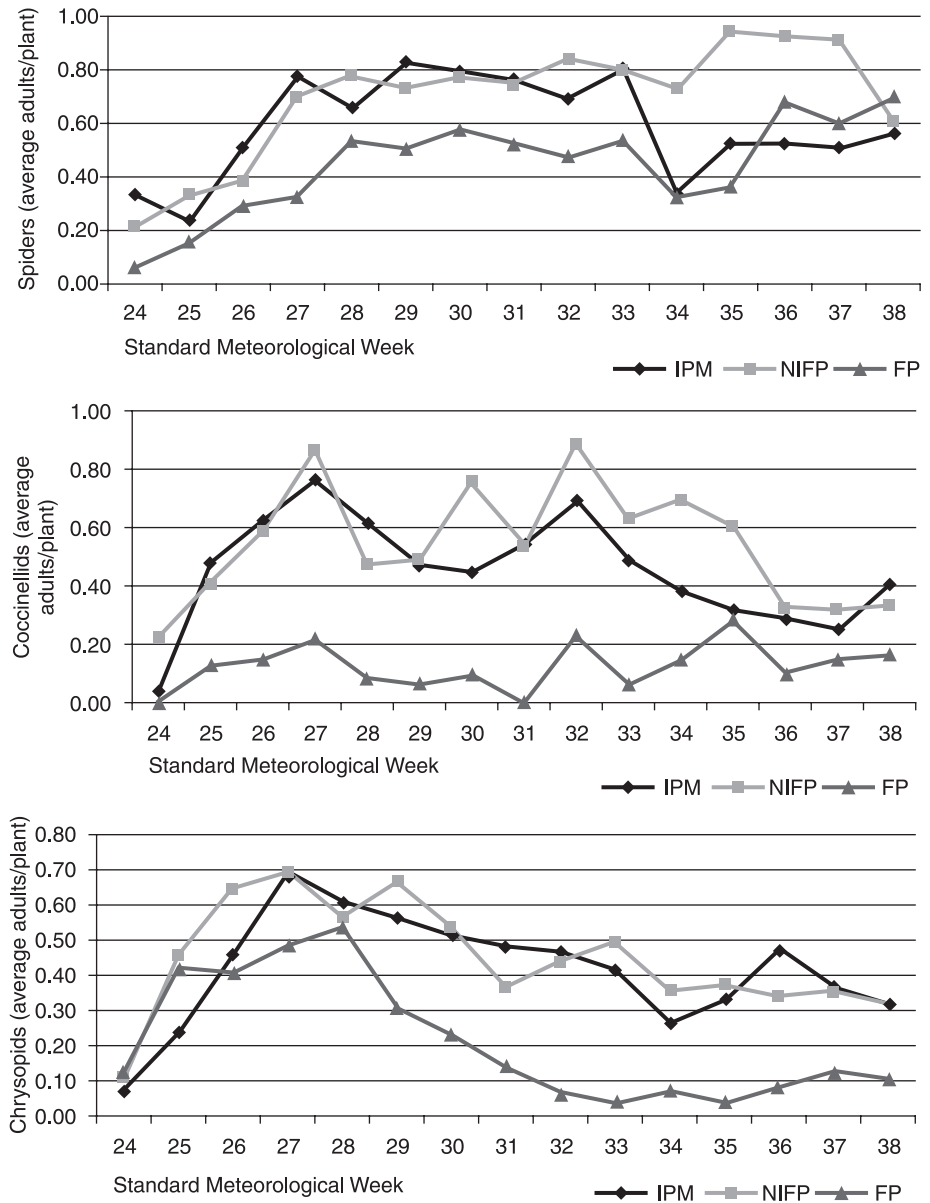 1.00
0.80
0.60
0.40
0.20
0.00
Spiders (average adults/plant)
24 25 26 27 28 29 30 31 32 33 34 35 36 37 38
Standard Meteorological Week
IPM NIFP FP
1.00
0.80
0.60
0.40
0.20
0.00
Coccinellids (average
adults/plant)
24 25 26 27 28 29 30 31 32 33 34 35 36 37 38
Standard Meteorological Week
IPM NIFP FP
0.80
0.70
0.60
0.50
0.40
0.30
0.20
0.10
0.00
Chrysopids (average adults/plant)
24 25 26 27 28 29 30 31 32 33 34 35 36 37 38
Standard Meteorological Week
IPM NIFP FP